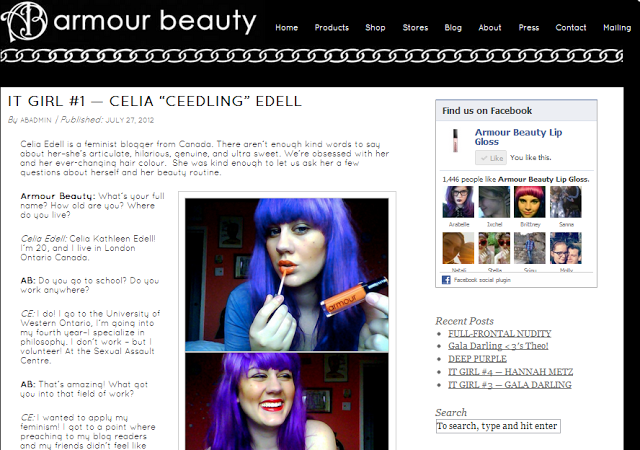 armour beauty
Home Products Shop Stores Blog About Press Contact Mailing
IT GIRL #1 — CELIA "CEEDLING" EDELL
By ABADMIN / Published: JULY 27, 2012
Celia Edell is a feminist blogger from Canada. There aren't enough kind words to say
about her–she's articulate, hilarious, genuine, and ultra sweet. We're obsessed with her
and her ever-changing hair colour. She was kind enough to let us ask her a few
questions about herself and her beauty routine.
Armour Beauty: What's your full
name? How old are you? Where
do you live?
Celia Edell: Celia Kathleen Edell!
I'm 20, and I live in London
Ontario Canada.
AB: Do you go to school? Do you
work anywhere?
CE: I do! I go to the University of
Western Ontario, I'm going into
my fourth year–I specialize in
philosophy. I don't work – but I
volunteer! At the Sexual Assault
Centre.
AB: That's amazing! What got
you into that field of work?
CE: I wanted to apply my
feminism! I got to a point where
preaching to my blog readers
and my friends didn't feel like
armour
Find us on Facebook
Armour Beauty Lip
Gloss
Like You like this.
1,446 people like Armour Beauty Lip Gloss.
Arabelle Ixchel Brittney Sanna
Natali Stella Molly
Facebook social plugin
Recent Posts
FULL-FRONTAL NUDITY
Gala Darling < 3's Theo!
DEEP PURPLE
IT GIRL #4 — HANNAH METZ
IT GIRL #3 — GALA DARLING
Search
To search, type and hit enter